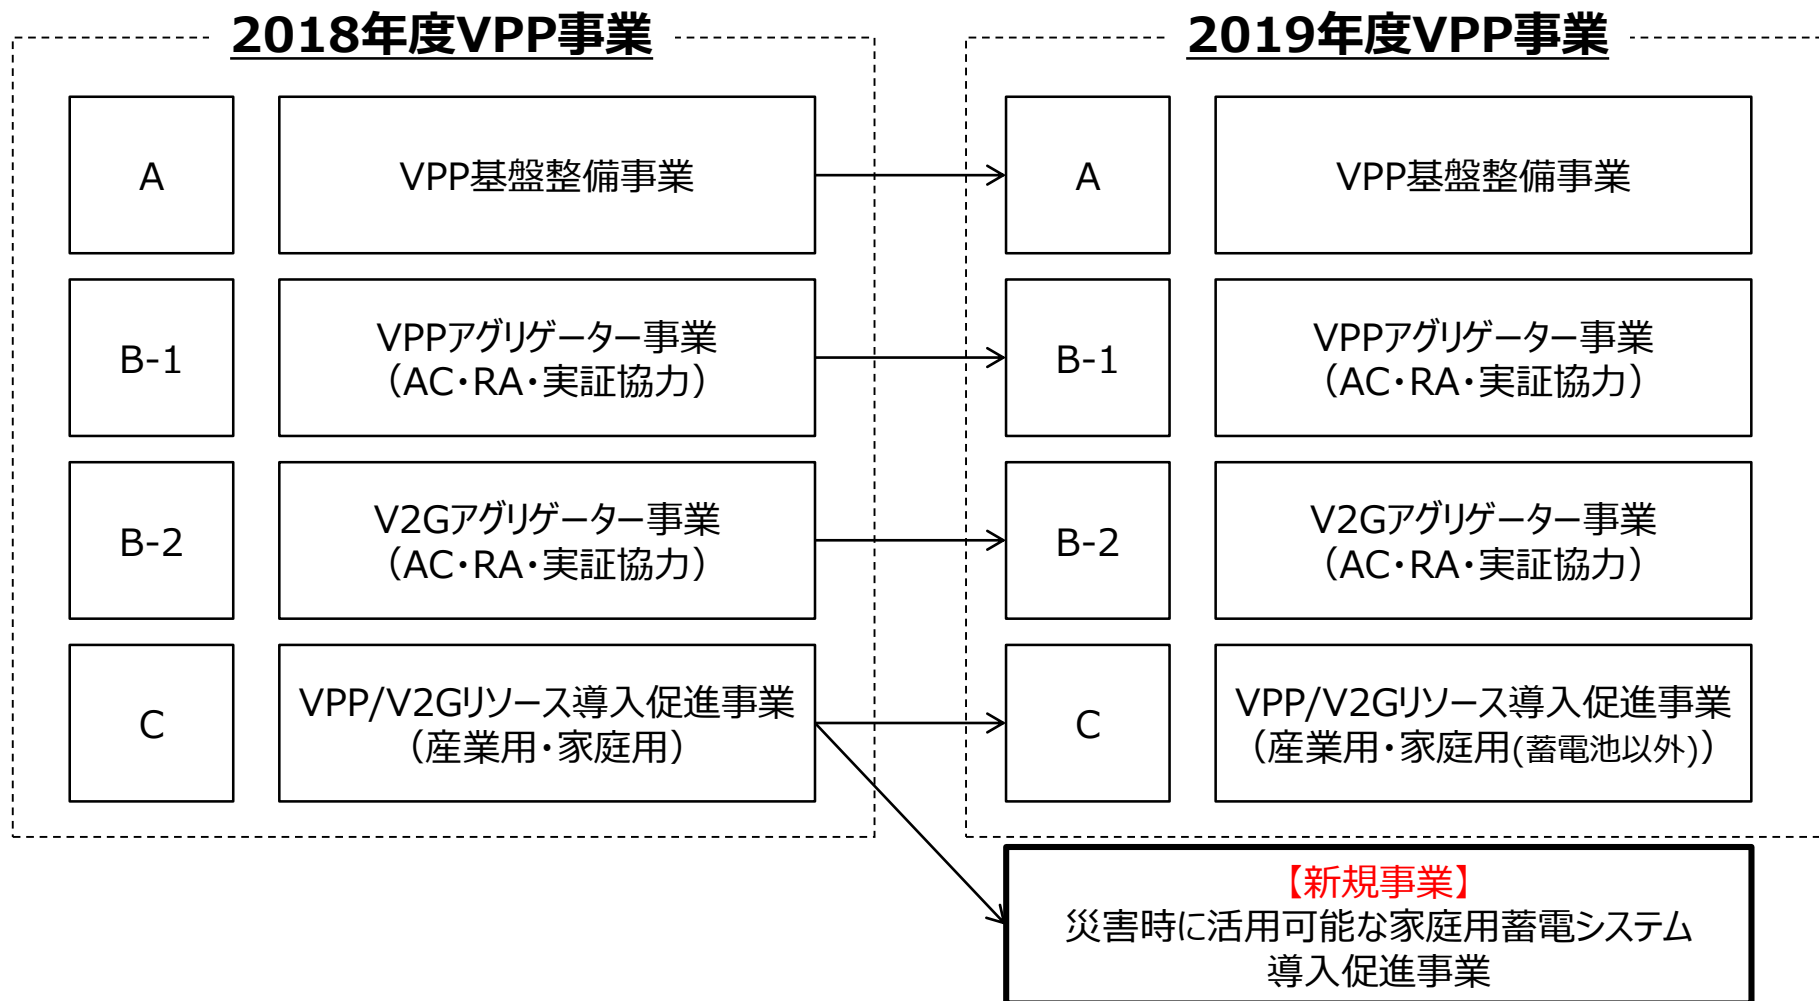 2018年度VPP事業
A
VPP基盤整備事業
B-1
VPPアグリゲーター事業
（AC・RA・実証協力）
B-2
V2Gアグリゲーター事業
（AC・RA・実証協力）
C
VPP/V2Gリソース導入促進事業
（産業用・家庭用）
2019年度VPP事業
A
VPP基盤整備事業
B-1
VPPアグリゲーター事業
（AC・RA・実証協力）
B-2
V2Gアグリゲーター事業
（AC・RA・実証協力）
C
VPP/V2Gリソース導入促進事業
（産業用・家庭用(蓄電池以外)）
【新規事業】
災害時に活用可能な家庭用蓄電システム
導入促進事業